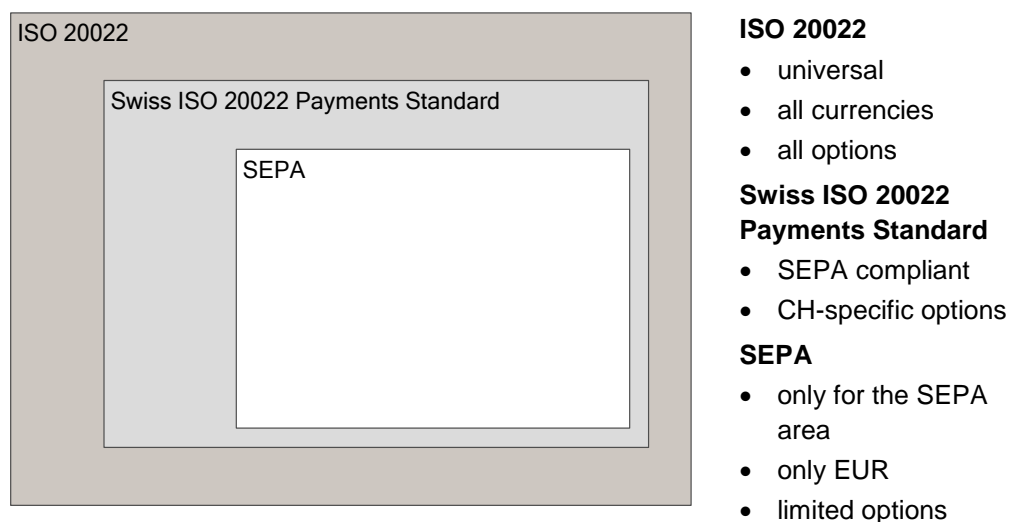 ISO 20022
Swiss ISO 20022 Payments Standard
SEPA
ISO 20022
• universal
• all currencies
• all options
Swiss ISO 20022
Payments Standard
• SEPA compliant
• CH-specific options
SEPA
• only for the SEPA
area
• only EUR
• limited options